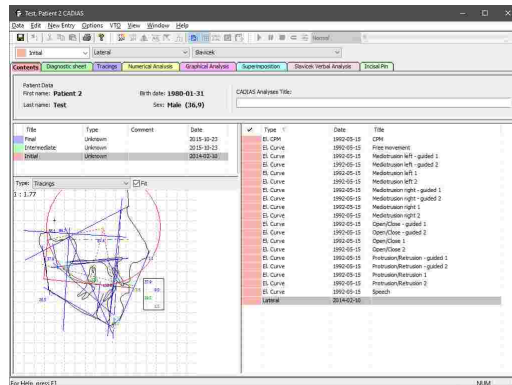 Test, Patient 2 CADIAS
Data Edit New Entry Options VTO View Window Help
Normal
Initial Lateral Slavicek
Contents Diagnostic sheet Tracings Numerical Analysis Graphical Analysis Superimposition Slavicek Verbal Analysis Incisal Pin
Patient Data
First name: Patient 2 Birth date: 1980-01-31
Last name: Test Sex: Male (36,9)
CADIAS Analyses Title:
Title Type Comment Date
Final Unknown 2015-10-23
Intermediate Unknown 2015-10-23
Initial Unknown 2014-02-10
Type: Tracings Fit
1 : 1.77
Type Date Title
El. CPM 1992-05-15 CPM
El. Curve 1992-05-15 Free movement
El. Curve 1992-05-15 Mediotrusion left - guided 1
El. Curve 1992-05-15 Mediotrusion left - guided 2
El. Curve 1992-05-15 Mediotrusion left 1
El. Curve 1992-05-15 Mediotrusion left 2
El. Curve 1992-05-15 Mediotrusion right - guided 1
El. Curve 1992-05-15 Mediotrusion right - guided 2
El. Curve 1992-05-15 Mediotrusion right 1
El. Curve 1992-05-15 Mediotrusion right 2
El. Curve 1992-05-15 Open/Close - guided 1
El. Curve 1992-05-15 Open/Close - guided 2
El. Curve 1992-05-15 Open/Close 1
El. Curve 1992-05-15 Open/Close 2
El. Curve 1992-05-15 Protrusion/Retrusion - guided 1
El. Curve 1992-05-15 Protrusion/Retrusion - guided 2
El. Curve 1992-05-15 Protrusion/Retrusion 1
El. Curve 1992-05-15 Protrusion/Retrusion 2
El. Curve 1992-05-15 Speech
Lateral 2014-02-10
For Help, press F1
NUM